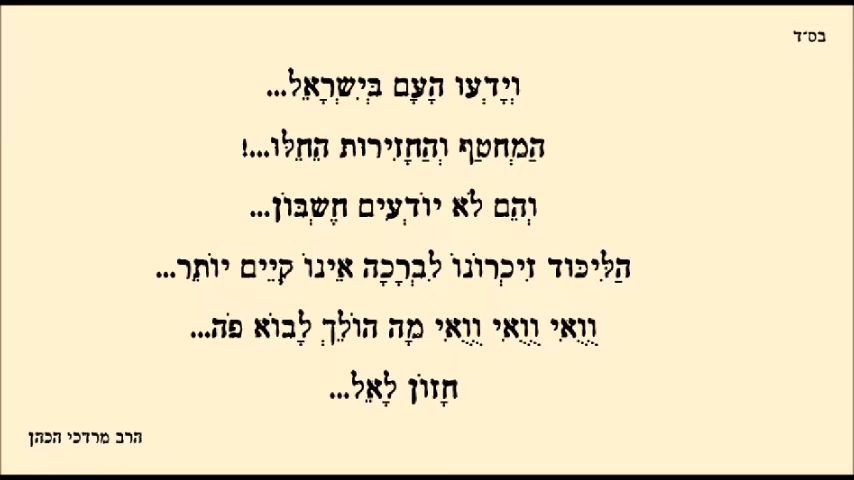 בס״ד
וְיָדְעוּ הָעָם בְּיִשְׂרָאֵל...
הַמִּחְטַף וְהַחֲזִירוּת הֵחֵלּוּ...!
וְהֵם לֹא יוֹדְעִים חֶשְׁבּוֹן...
הַלִּיכּוּד זִיכְרוֹנוֹ לִבְרָכָה אֵינוֹ קַיֵּים יוֹתֵר...
וֻוּאִי וֻוּאִי וֻוּאִי מָה הוֹלֵךְ לָבוֹא פֹּה...
חָזוֹן לָאֵל...
הרב מרדכי הכהן